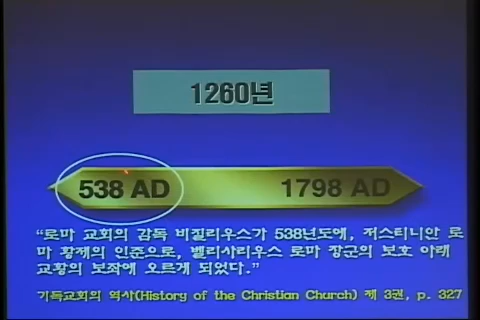 1260년
538 AD 1798 AD
“로마 교회의 감독 비질리우스가 538년도에, 저스티니안 로
마 황제의 인준으로, 벨리사리우스 로마 장군의 보호 아래
교황의 보좌에 오르게 되었다.”
기독교회의 역사(History of the Christian Church) 제 3권, p. 327